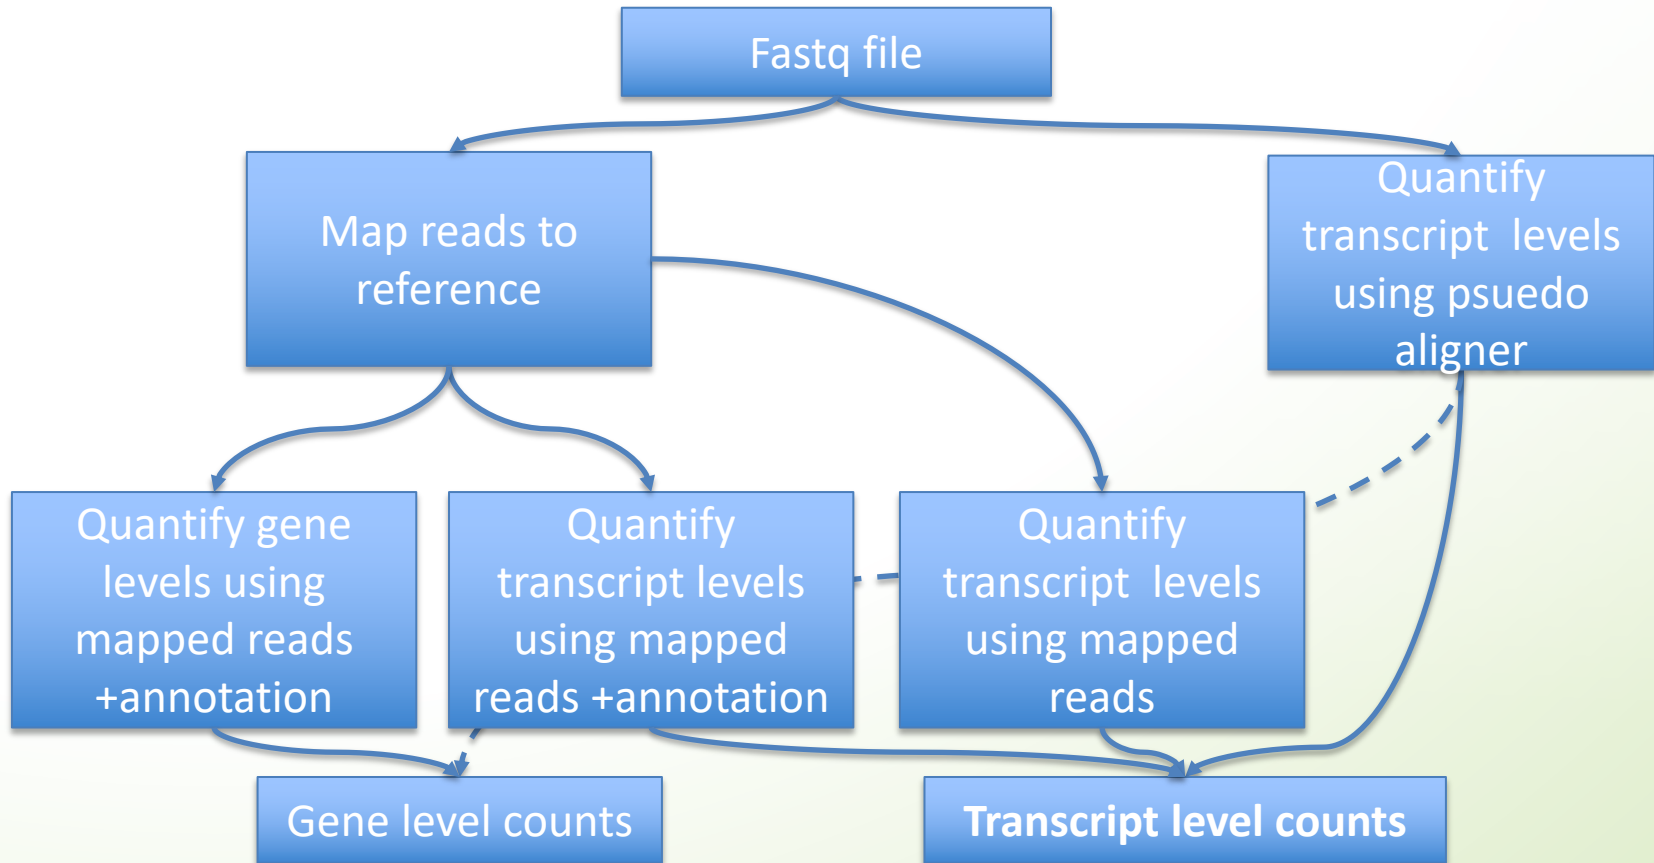 Fastq file
Map reads to
reference
Quantify
transcript levels
using psuedo
aligner
Quantify gene
levels using
mapped reads
+annotation
Quantify
transcript levels
using mapped
reads +annotation
Quantify
transcript levels
using mapped
reads
Gene level counts
Transcript level counts